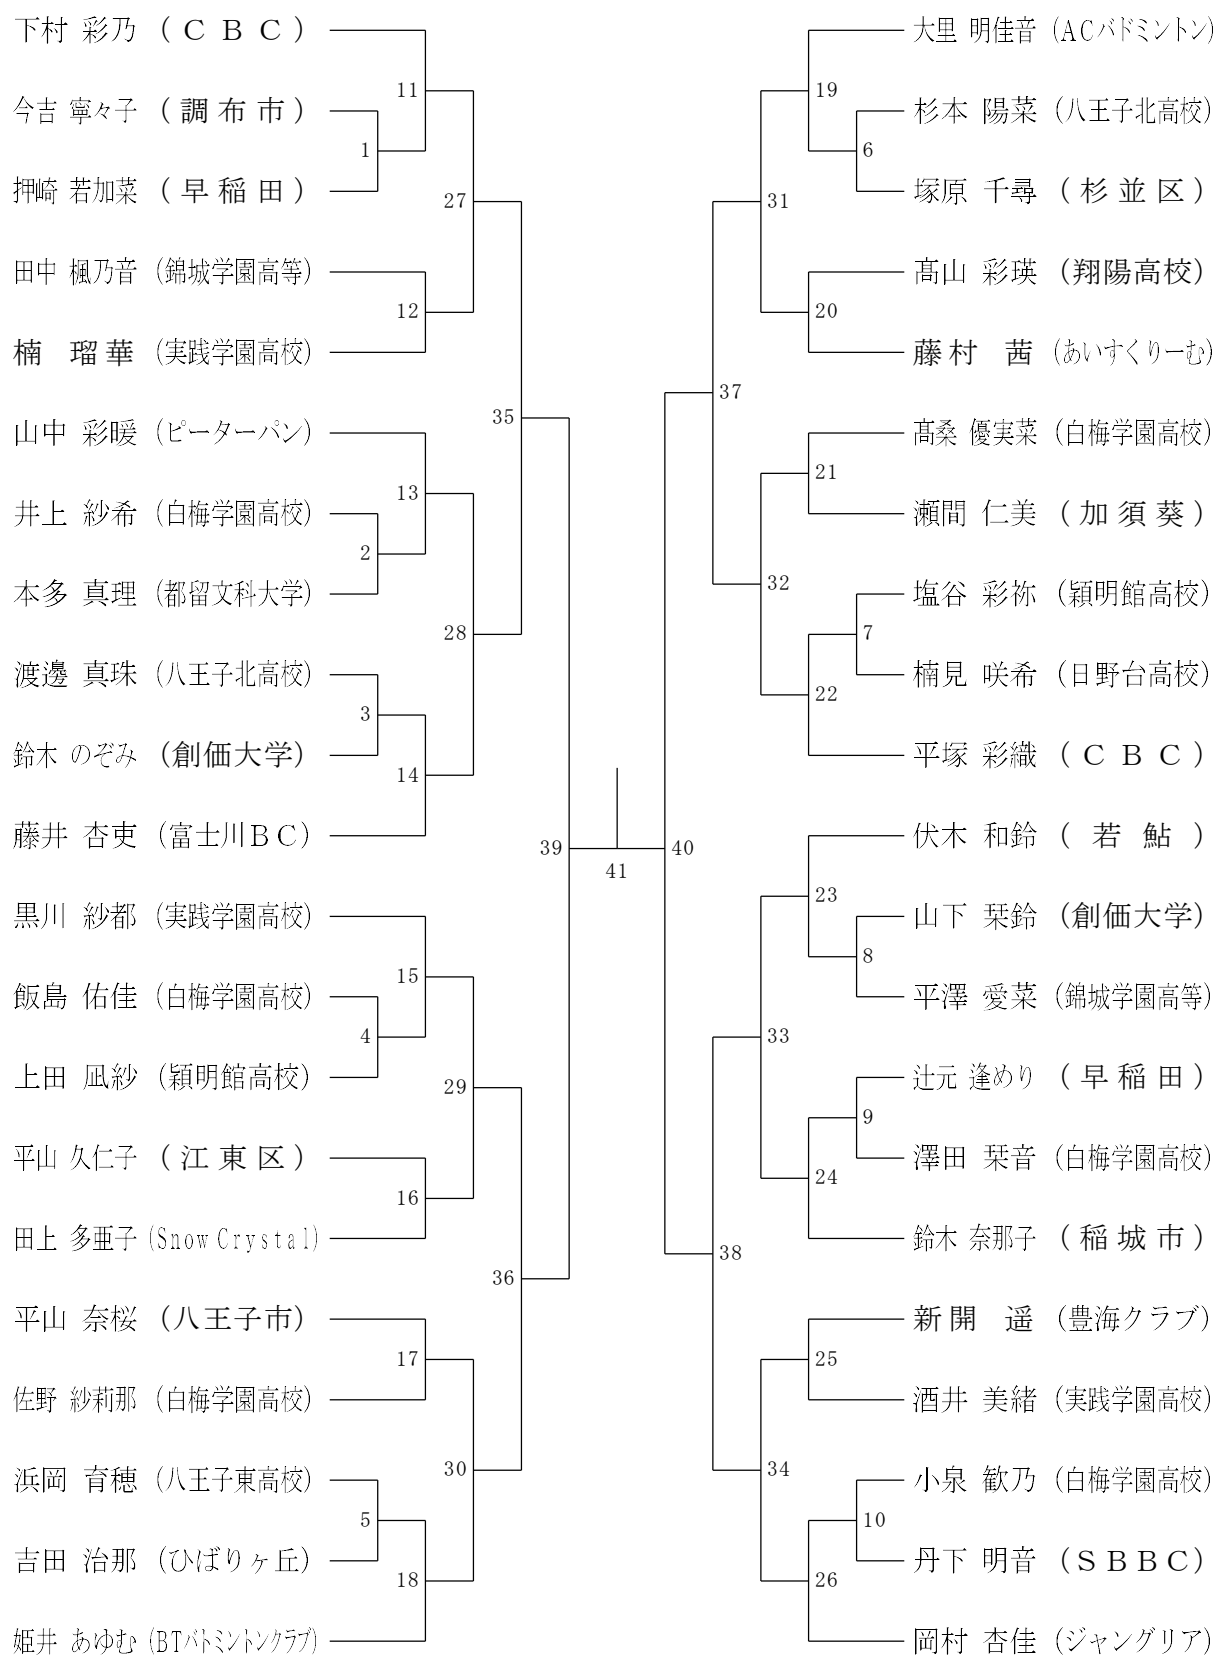 下村 彩乃 (ＣＢＣ)
今吉 寧々子 (調布市)
押崎 若加菜 (早稲田)
田中 楓乃音 (錦城学園高等)
楠 瑠華 (実践学園高校)
山中 彩暖 (ピーターパン)
井上 紗希 (白梅学園高校)
本多 真理 (都留文科大学)
渡邊 真珠 (八王子北高校)
鈴木 のぞみ (創価大学)
藤井 杏吏 (富士川ＢＣ)
黒川 紗都 (実践学園高校)
飯島 佑佳 (白梅学園高校)
上田 凪紗 (穎明館高校)
平山 久仁子 (江東区)
田上 多亜子 (Snow Crystal)
平山 奈桜 (八王子市)
佐野 紗莉那 (白梅学園高校)
浜岡 育穂 (八王子東高校)
吉田 治那 (ひばりヶ丘)
姫井 あゆむ (BTバトミントンクラブ)
11
1
27
12
35
13
2
28
3
14
39
15
4
29
16
36
17
30
5
18
41
大里 明佳音 (ACバドミントン)
杉本 陽菜 (八王子北高校)
塚原 千尋 (杉並区)
髙山 彩瑛 (翔陽高校)
藤村 茜 (あいすくりーむ)
髙桑 優実菜 (白梅学園高校)
瀬間 仁美 (加須葵)
塩谷 彩祢 (穎明館高校)
楠見 咲希 (日野台高校)
平塚 彩織 (ＣＢＣ)
伏木 和鈴 (若鮎)
山下 栞鈴 (創価大学)
平澤 愛菜 (錦城学園高等)
辻元 逢めり (早稲田)
澤田 栞音 (白梅学園高校)
鈴木 奈那子 (稲城市)
新開 遥 (豊海クラブ)
酒井 美緒 (実践学園高校)
小泉 歓乃 (白梅学園高校)
丹下 明音 (ＳＢＢＣ)
岡村 杏佳 (ジャングリア)
19
6
31
20
37
21
32
7
22
40
23
8
33
9
24
38
25
34
10
26